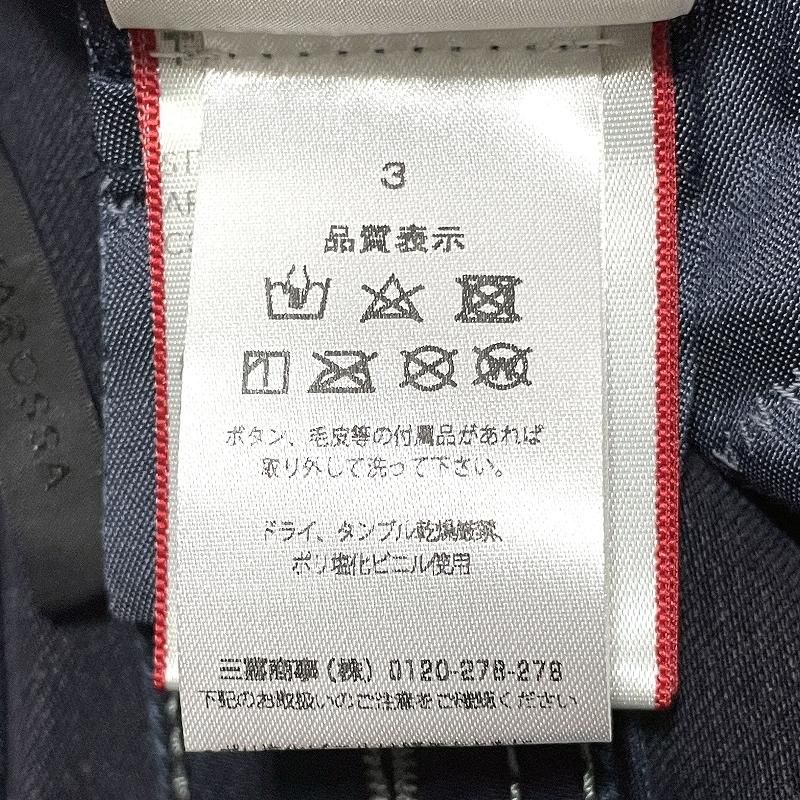 3
品質表示
ボタン、毛皮等の付属品があれば
取り外して洗って下さい。
ドライ、タンブル乾燥厳禁、
ポリ塩化ビニル使用
三喜商事(株) 0120-278-278
下記のお取扱いのご注意をご確認ください
OSSA